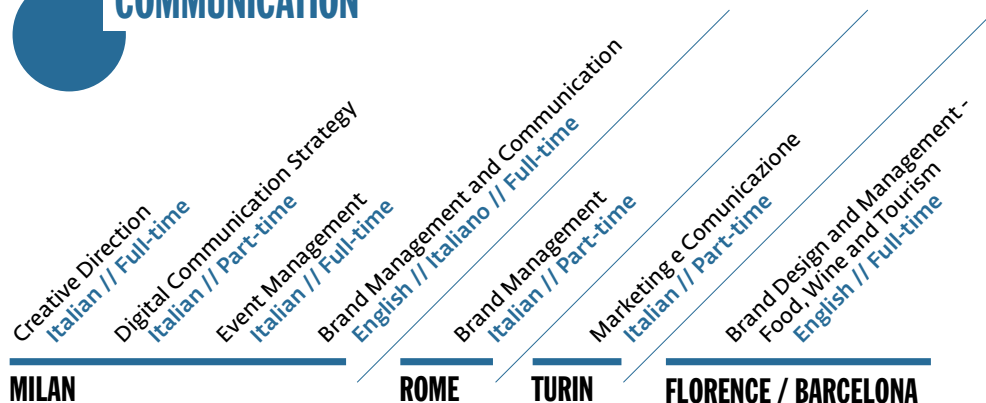 COMMUNICATION
Creative Direction
Italian // Full-time
Digital Communication Strategy
Italian // Part-time
Event Management
Italian // Full-time
Brand Management and Communication
English // Italiano // Full-time
MILAN
Brand Management
Italian // Part-time
ROME
Marketing e Comunicazione
Italian // Part-time
TURIN
Brand Design and Management -
Food, Wine and Tourism
English // Full-time
FLORENCE / BARCELONA